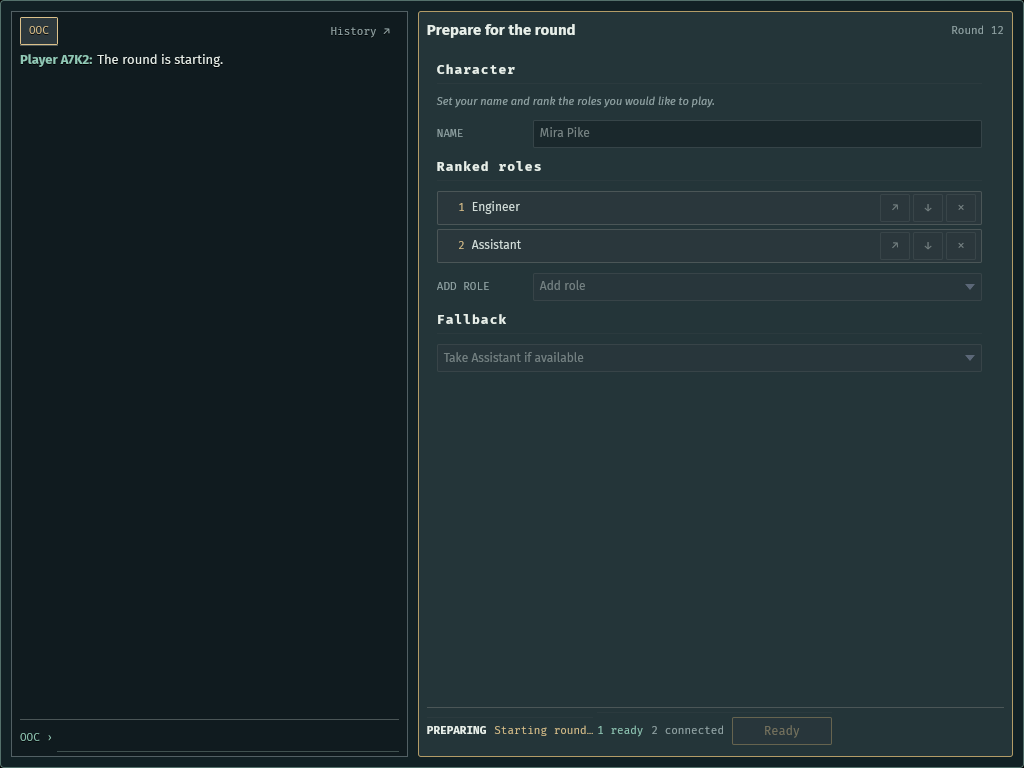 OOC
History ↗
Player A7K2: The round is starting.
OOC ›
Prepare for the round
Round 12
Character
Set your name and rank the roles you would like to play.
NAME
Mira Pike
Ranked roles
1 Engineer ↗ ↓ ×
2 Assistant ↗ ↓ ×
ADD ROLE
Add role
Fallback
Take Assistant if available
PREPARING Starting round… 1 ready 2 connected Ready